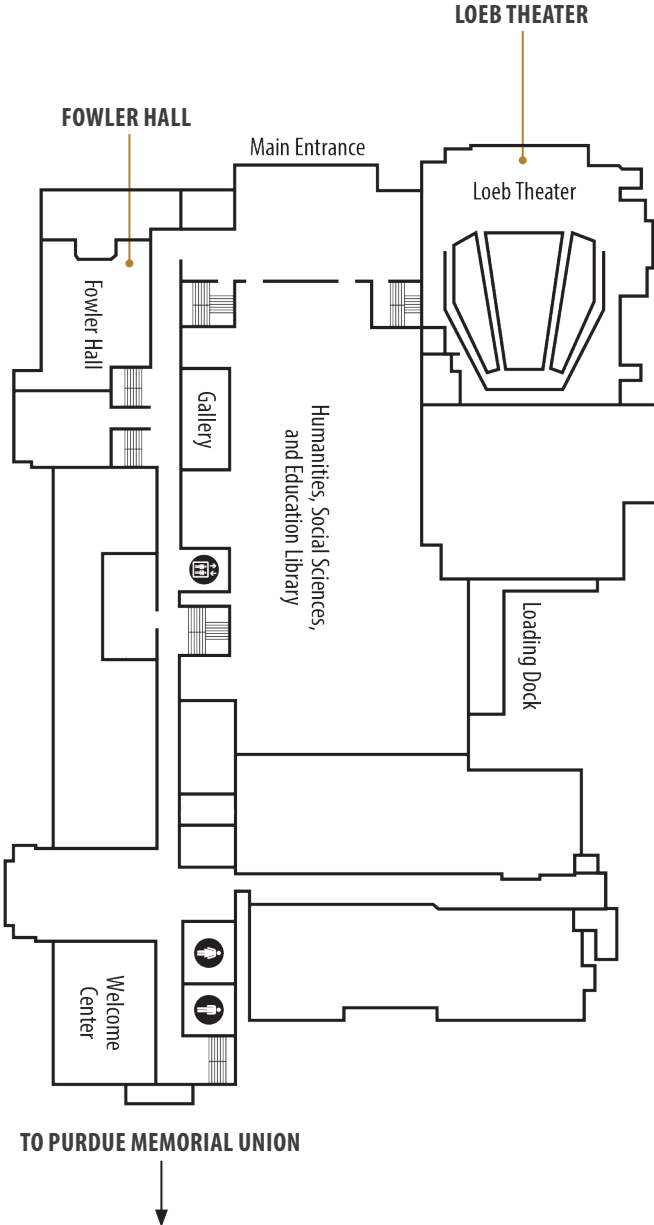 LOEB THEATER
FOWLER HALL
Main Entrance
Loeb Theater
Fowler Hall
Gallery
Humanities, Social Sciences,
and Education Library
Loading Dock
Welcome
Center
TO PURDUE MEMORIAL UNION